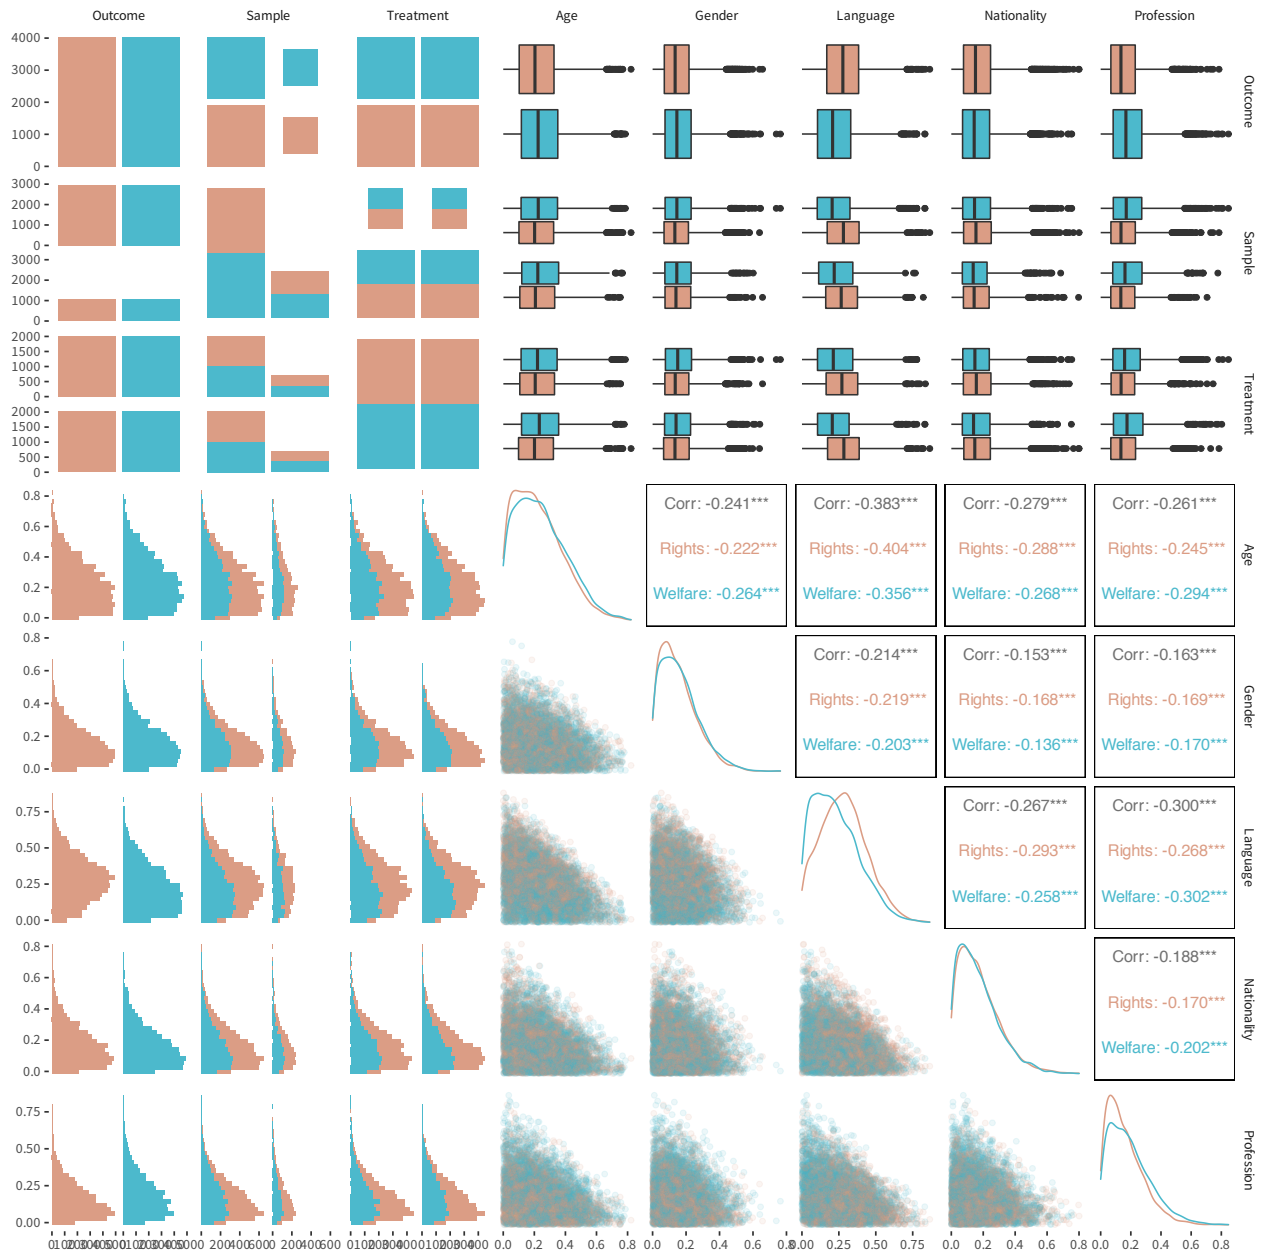 Outcome Sample Treatment Age Gender Language Nationality Profession
4000
3000
2000
1000
0
Outcome
3000
2000
1000
0
3000
2000
1000
0
Sample
2000
1500
1000
500
0
2000
1500
1000
500
0
Treatment
0.8
0.6
0.4
0.2
0.0
Corr: -0.241*** Corr: -0.383*** Corr: -0.279*** Corr: -0.261***
Rights: -0.222*** Rights: -0.404*** Rights: -0.288*** Rights: -0.245***
Welfare: -0.264*** Welfare: -0.356*** Welfare: -0.268*** Welfare: -0.294***
Age
0.8
0.6
0.4
0.2
0.0
Corr: -0.214*** Corr: -0.153*** Corr: -0.163***
Rights: -0.219*** Rights: -0.168*** Rights: -0.169***
Welfare: -0.203*** Welfare: -0.136*** Welfare: -0.170***
Gender
0.75
0.50
0.25
0.00
Corr: -0.267*** Corr: -0.300***
Rights: -0.293*** Rights: -0.268***
Welfare: -0.258*** Welfare: -0.302***
Language
0.8
0.6
0.4
0.2
0.0
Corr: -0.188***
Rights: -0.170***
Welfare: -0.202***
Nationality
0.75
0.50
0.25
0.00
Profession
0.0 0.2 0.4 0.6 0.8 0.0 0.2 0.4 0.6 0.00 0.25 0.50 0.75 0.0 0.2 0.4 0.6 0.8 0.00 0.25 0.50 0.75